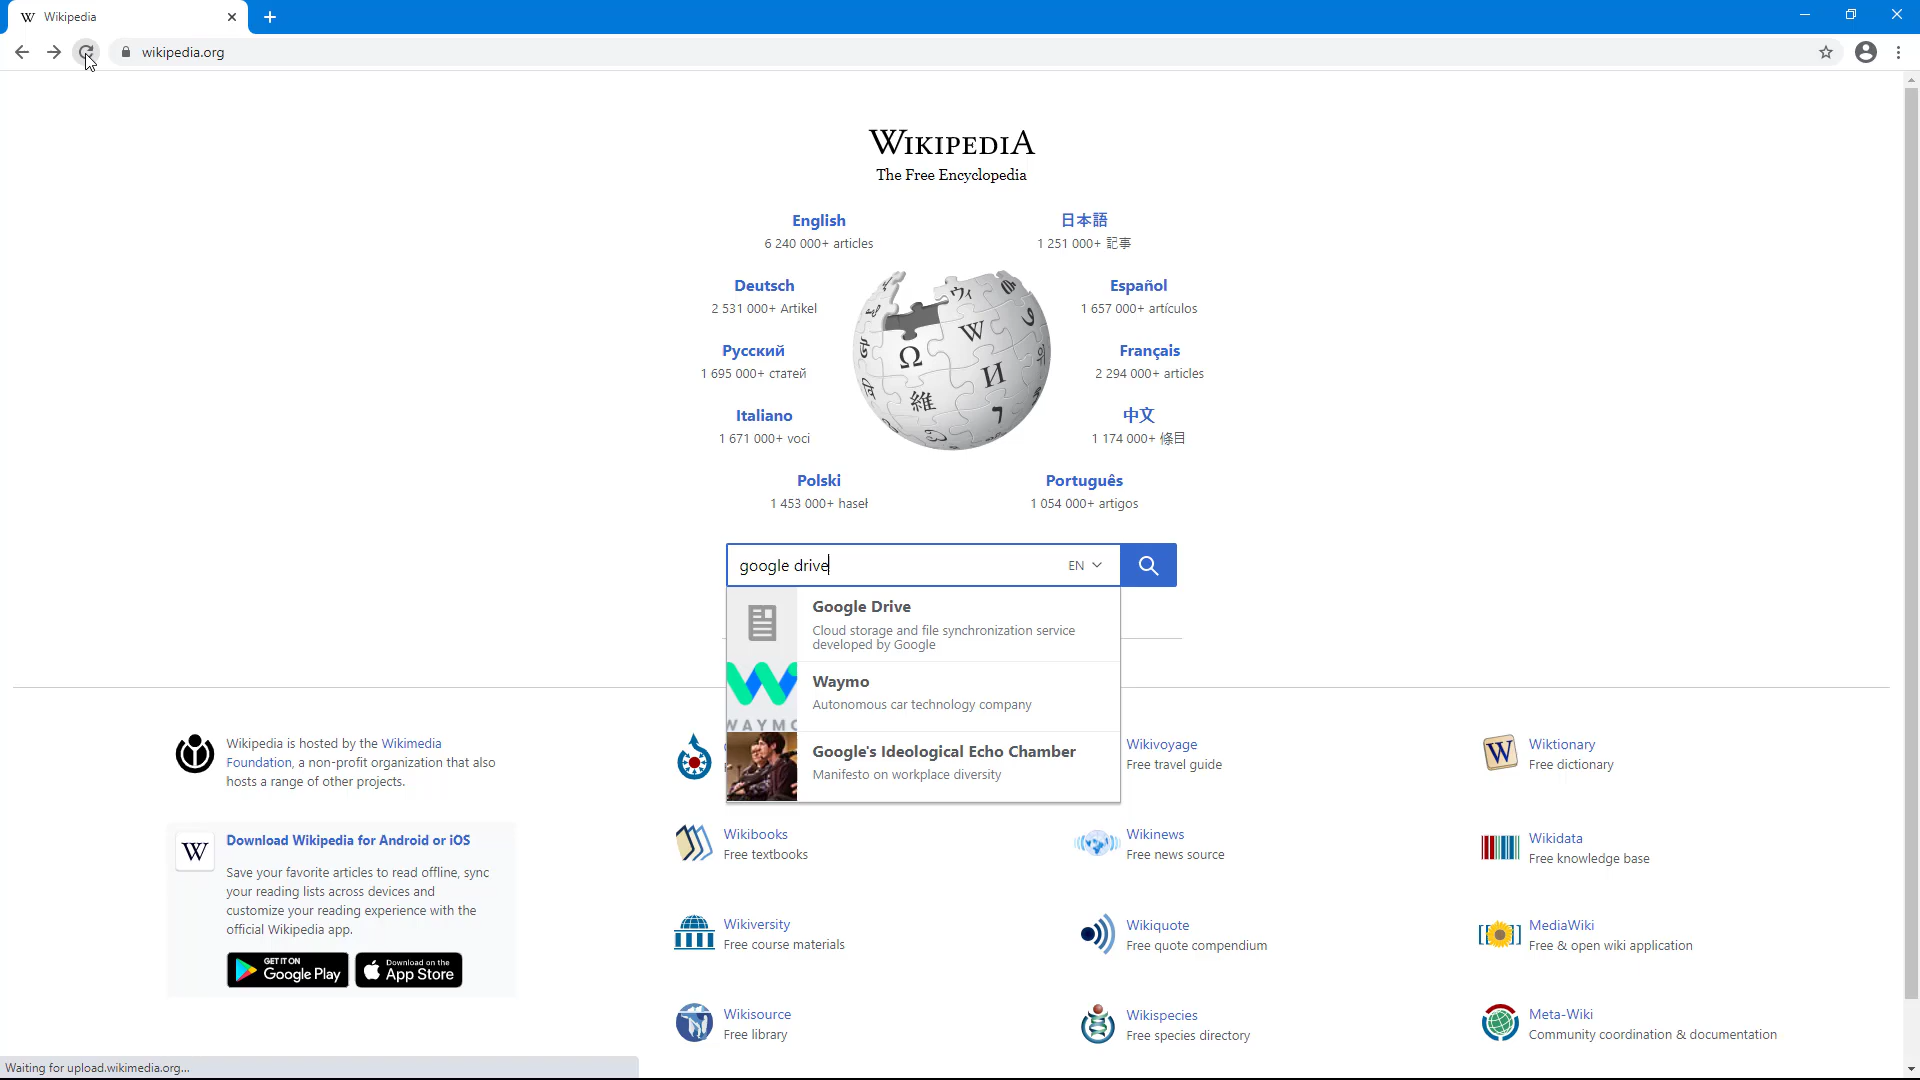 Wikipedia
wikipedia.org
WIKIPEDIA
The Free Encyclopedia
English
6 240 000+ articles
日本語
1 251 000+ 記事
Deutsch
2 531 000+ Artikel
Español
1 657 000+ artículos
Русский
1 695 000+ статей
Français
2 294 000+ articles
Italiano
1 671 000+ voci
中文
1 174 000+ 條目
Polski
1 453 000+ haseł
Português
1 054 000+ artigos
Ω
W
И
維
ウィ
google drive
EN
Google Drive
Cloud storage and file synchronization service
developed by Google
Waymo
Autonomous car technology company
WAYMO
Google's Ideological Echo Chamber
Manifesto on workplace diversity
Wikipedia is hosted by the Wikimedia
Foundation, a non-profit organization that also
hosts a range of other projects.
Download Wikipedia for Android or iOS
W
Save your favorite articles to read offline, sync
your reading lists across devices and
customize your reading experience with the
official Wikipedia app.
GET IT ON
Google Play
Download on the
App Store
Wikivoyage
Free travel guide
Wiktionary
Free dictionary
Wikibooks
Free textbooks
Wikinews
Free news source
Wikidata
Free knowledge base
Wikiversity
Free course materials
Wikiquote
Free quote compendium
MediaWiki
Free & open wiki application
Wikisource
Free library
Wikispecies
Free species directory
Meta-Wiki
Community coordination & documentation
Waiting for upload.wikimedia.org...